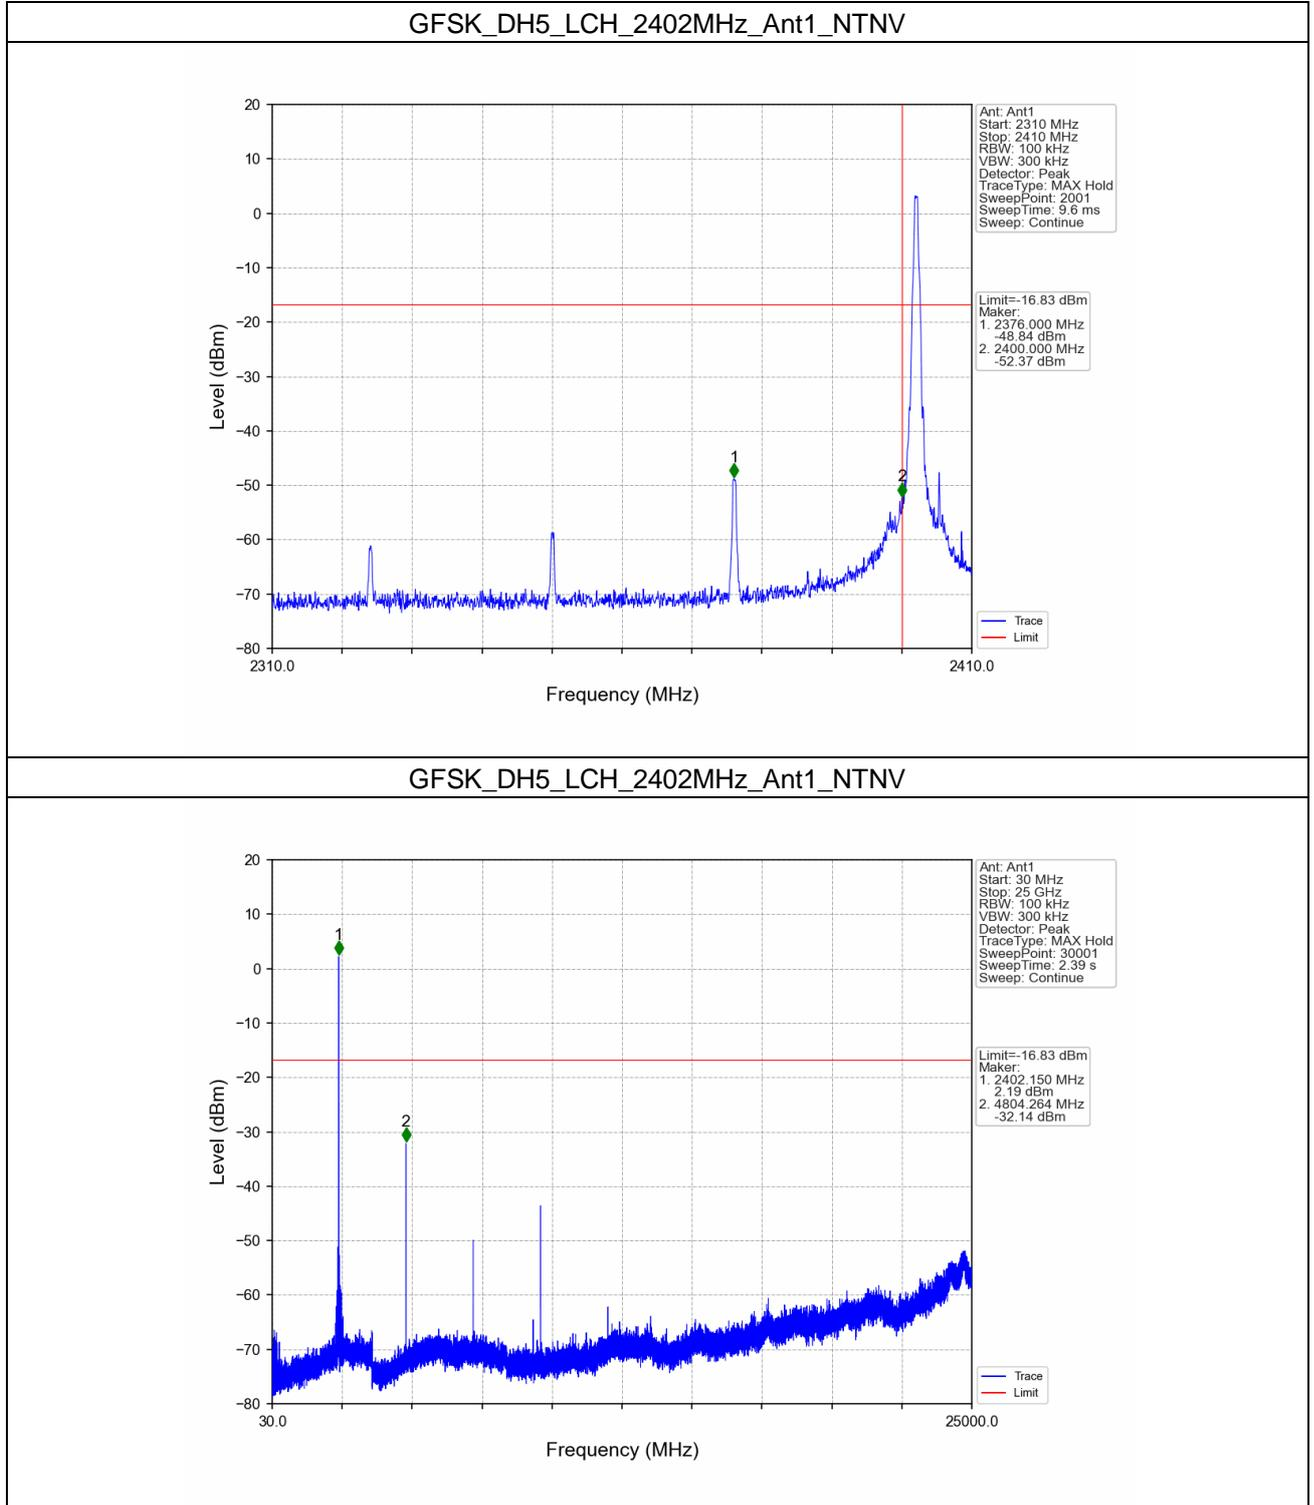 GFSK_DH5_LCH_2402MHz_Ant1_NTNV
20
10
0
−10
−20
−30
−40
−50
−60
−70
−80
Level (dBm)
1
2
2310.0
2410.0
Frequency (MHz)
Ant: Ant1
Start: 2310 MHz
Stop: 2410 MHz
RBW: 100 kHz
VBW: 300 kHz
Detector: Peak
TraceType: MAX Hold
SweepPoint: 2001
SweepTime: 9.6 ms
Sweep: Continue
Limit=-16.83 dBm
Maker:
1. 2376.000 MHz
-48.84 dBm
2. 2400.000 MHz
-52.37 dBm
Trace
Limit
GFSK_DH5_LCH_2402MHz_Ant1_NTNV
20
10
0
−10
−20
−30
−40
−50
−60
−70
−80
Level (dBm)
1
2
30.0
25000.0
Frequency (MHz)
Ant: Ant1
Start: 30 MHz
Stop: 25 GHz
RBW: 100 kHz
VBW: 300 kHz
Detector: Peak
TraceType: MAX Hold
SweepPoint: 30001
SweepTime: 2.39 s
Sweep: Continue
Limit=-16.83 dBm
Maker:
1. 2402.150 MHz
2.19 dBm
2. 4804.264 MHz
-32.14 dBm
Trace
Limit